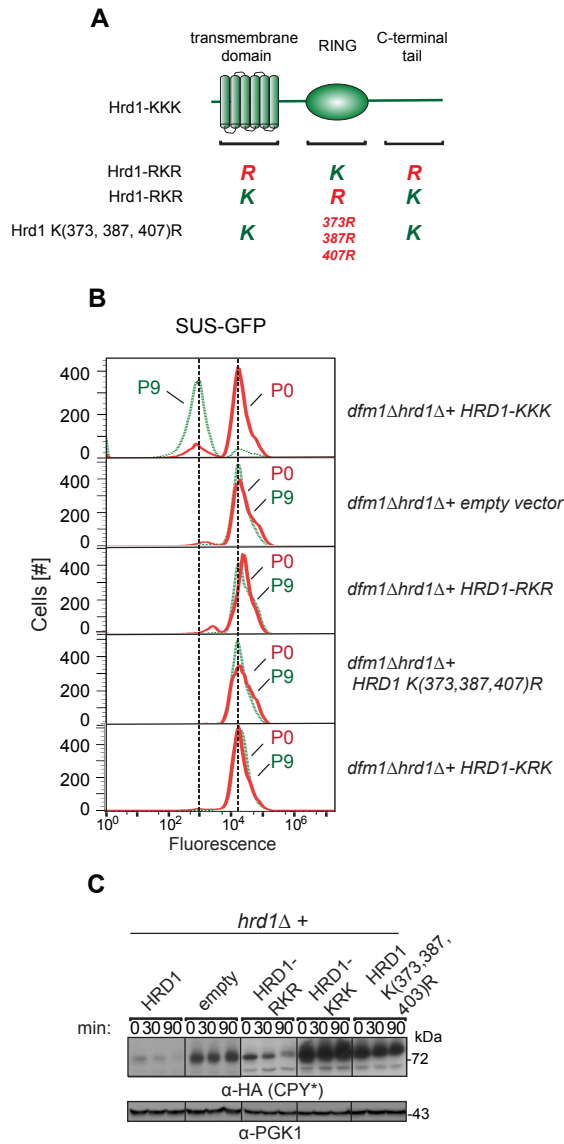 A
transmembrane domain
RING
C-terminal tail
Hrd1-KKK
Hrd1-RKR R K R
Hrd1-RKR K R K
Hrd1 K(373, 387, 407)R K 373R 387R 407R K
B
SUS-GFP
Cells [#]
400
200
0
P9
P0
dfm1Δhrd1Δ+ HRD1-KKK
400
200
0
P0
P9
dfm1Δhrd1Δ+ empty vector
400
200
0
P0
P9
dfm1Δhrd1Δ+ HRD1-RKR
400
200
0
P0
P9
dfm1Δhrd1Δ+
HRD1 K(373,387,407)R
400
200
0
P0
P9
dfm1Δhrd1Δ+ HRD1-KRK
10⁰ 10² 10⁴ 10⁶
Fluorescence
C
hrd1Δ +
HRD1
empty
HRD1-
RKR
HRD1-
KRK
HRD1
K(373,387,
403)R
min: 0 30 90 0 30 90 0 30 90 0 30 90 0 30 90
kDa
-72
α-HA (CPY*)
-43
α-PGK1